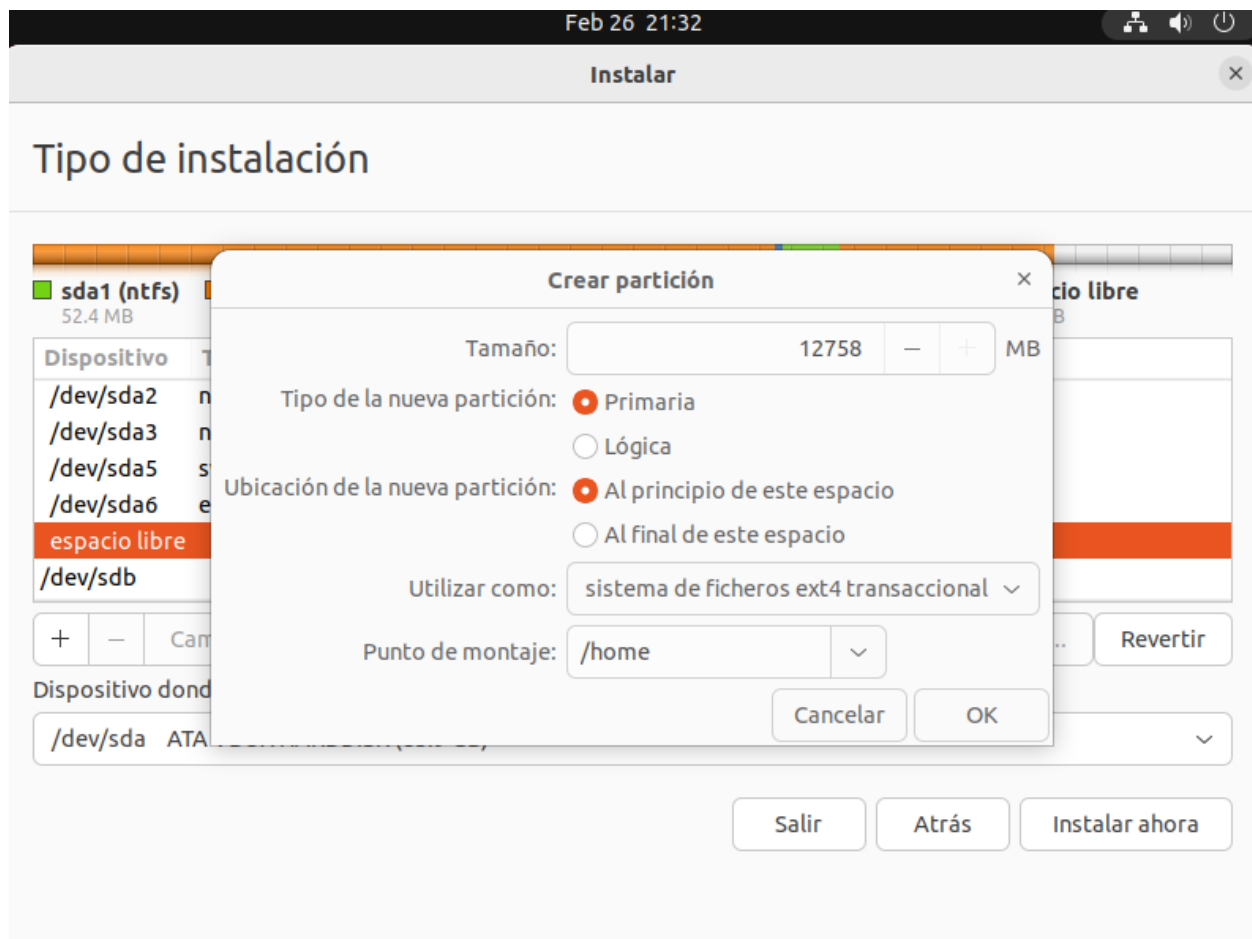 Feb 26 21:32
Instalar
Tipo de instalación
sda1 (ntfs)
52.4 MB
cio libre
B
Dispositivo T
/dev/sda2 n
/dev/sda3 n
/dev/sda5 s
/dev/sda6 e
espacio libre
/dev/sdb
+ − Cam
.. Revertir
Dispositivo dond
/dev/sda ATA
Crear partición
Tamaño: 12758 − + MB
Tipo de la nueva partición: Primaria
Lógica
Ubicación de la nueva partición: Al principio de este espacio
Al final de este espacio
Utilizar como: sistema de ficheros ext4 transaccional
Punto de montaje: /home
Cancelar OK
Salir Atrás Instalar ahora